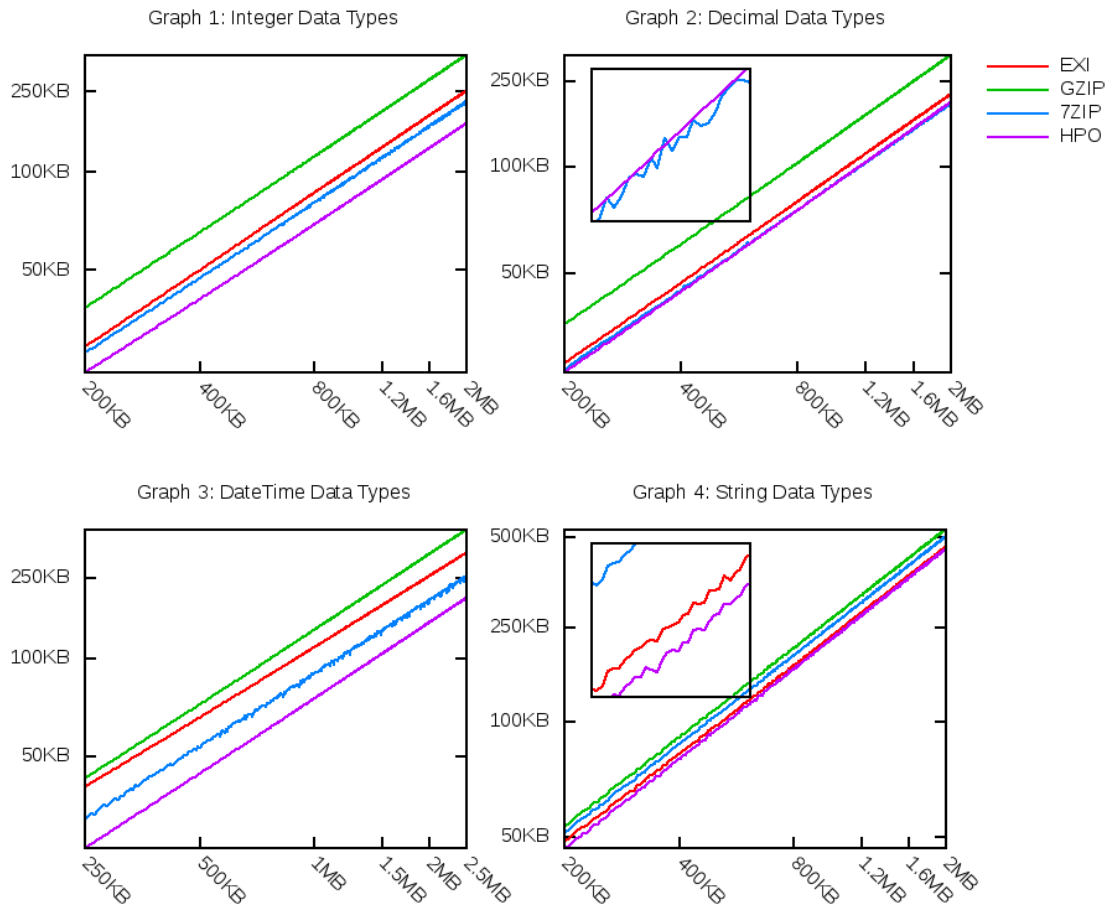 Graph 1: Integer Data Types
250KB
100KB
50KB
200KB
400KB
800KB
1.2MB
1.6MB
2MB
Graph 2: Decimal Data Types
250KB
100KB
50KB
200KB
400KB
800KB
1.2MB
1.6MB
2MB
EXI
GZIP
7ZIP
HPO
Graph 3: DateTime Data Types
250KB
100KB
50KB
250KB
500KB
1MB
1.5MB
2MB
2.5MB
Graph 4: String Data Types
500KB
250KB
100KB
50KB
200
400KB
800KB
1.2MB
1.6MB
2MB